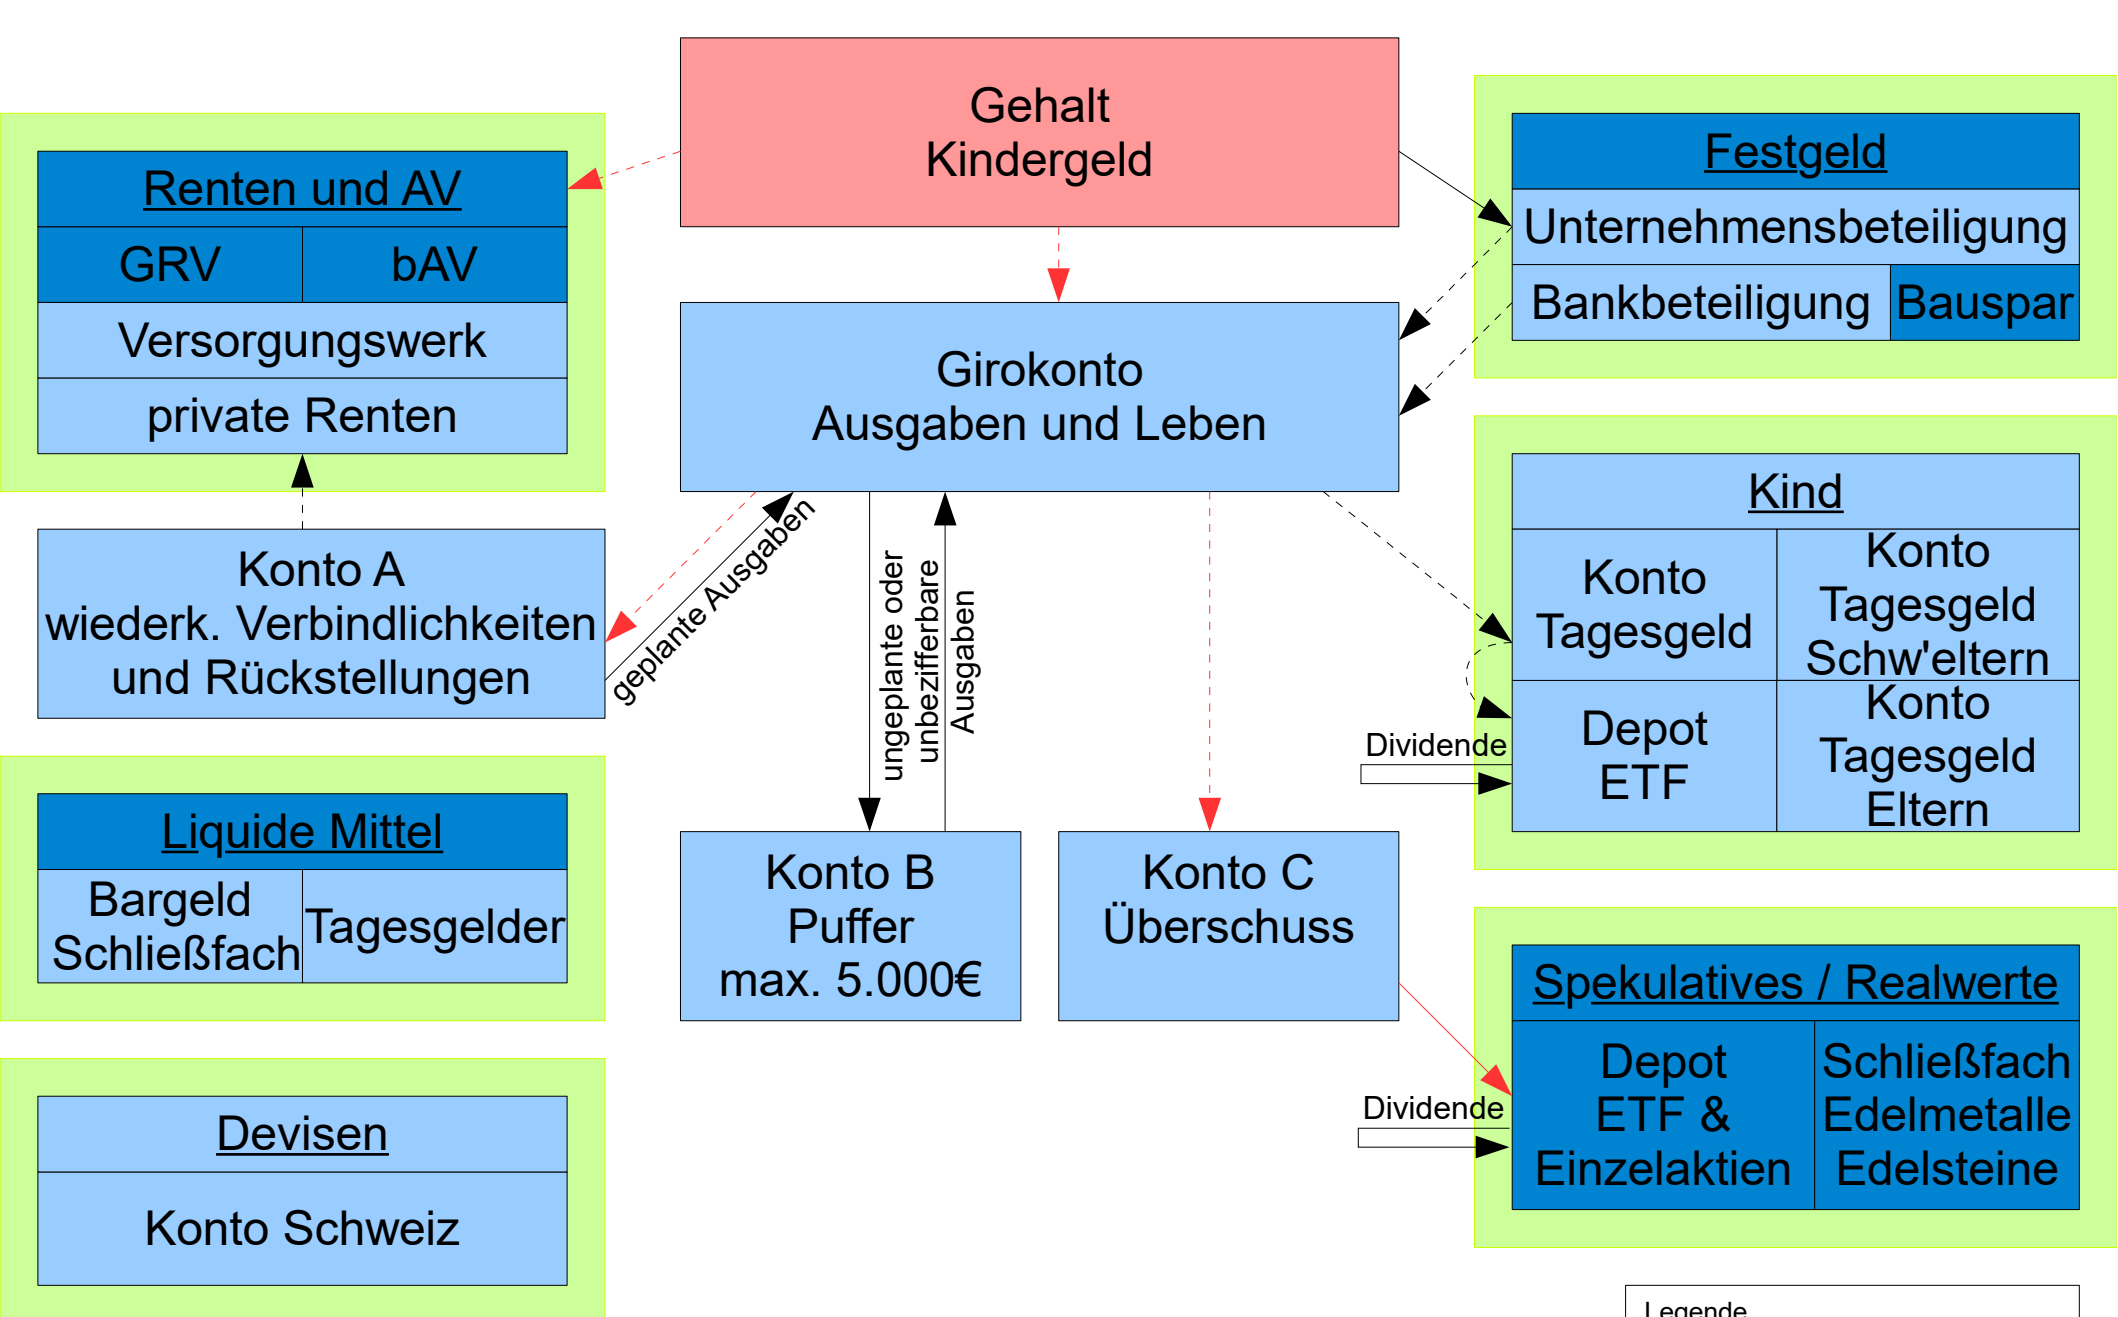 Gehalt
Kindergeld
Renten und AV
GRV
bAV
Versorgungswerk
private Renten
Festgeld
Unternehmensbeteiligung
Bankbeteiligung
Bauspar
Girokonto
Ausgaben und Leben
Kind
Konto
Tagesgeld
Konto
Tagesgeld
Schw'eltern
Depot
ETF
Konto
Tagesgeld
Eltern
Dividende
Konto A
wiederk. Verbindlichkeiten
und Rückstellungen
geplante Ausgaben
ungeplante oder
unbezifferbare
Ausgaben
Liquide Mittel
Bargeld
Schließfach
Tagesgelder
Konto B
Puffer
max. 5.000€
Konto C
Überschuss
Spekulatives / Realwerte
Depot
ETF &
Einzelaktien
Schließfach
Edelmetalle
Edelsteine
Dividende
Devisen
Konto Schweiz
Legende